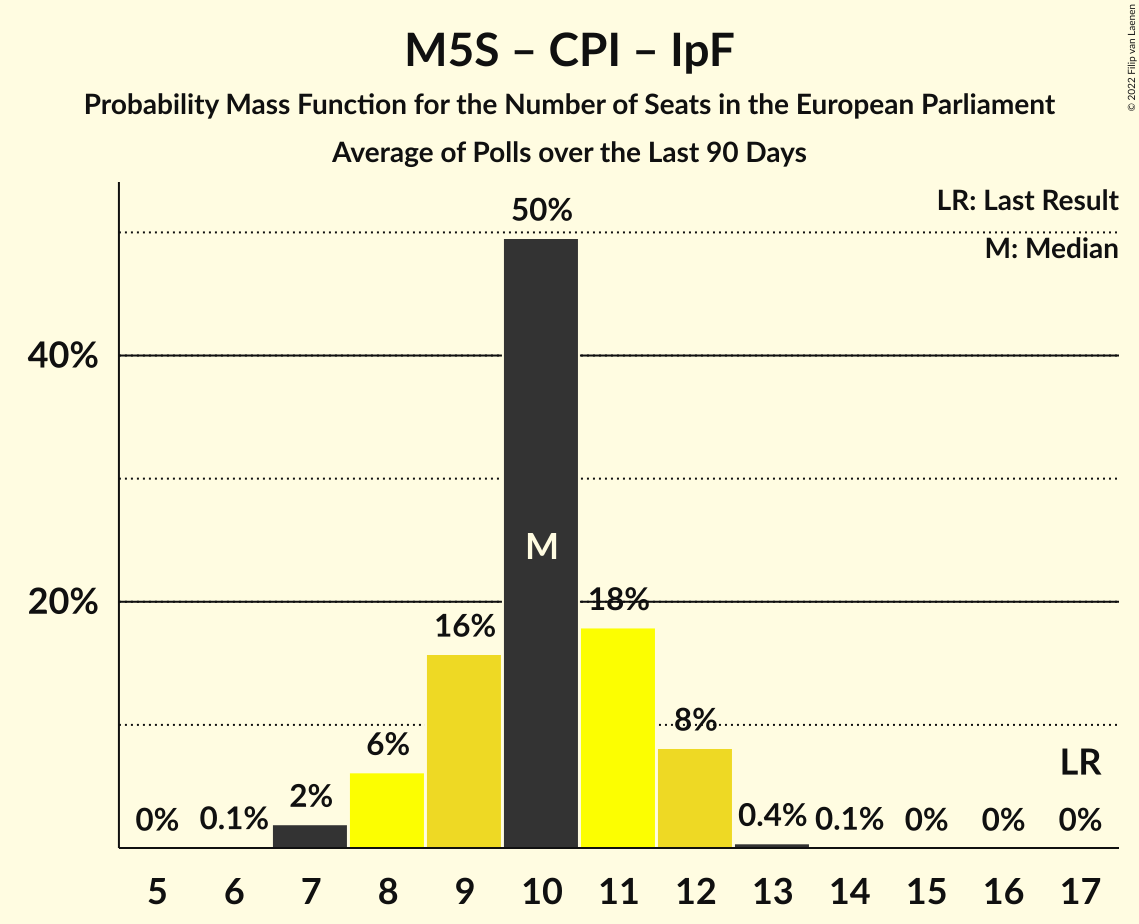 M5S – CPI – IpF
Probability Mass Function for the Number of Seats in the European Parliament
Average of Polls over the Last 90 Days
© 2022 Filip van Laenen
LR: Last Result
M: Median
50%
40%
M
20%
18%
16%
8%
6%
LR
2%
0%
0.1%
0.4%
0.1%
0%
0%
0%
5 6 7 8 9 10 11 12 13 14 15 16 17